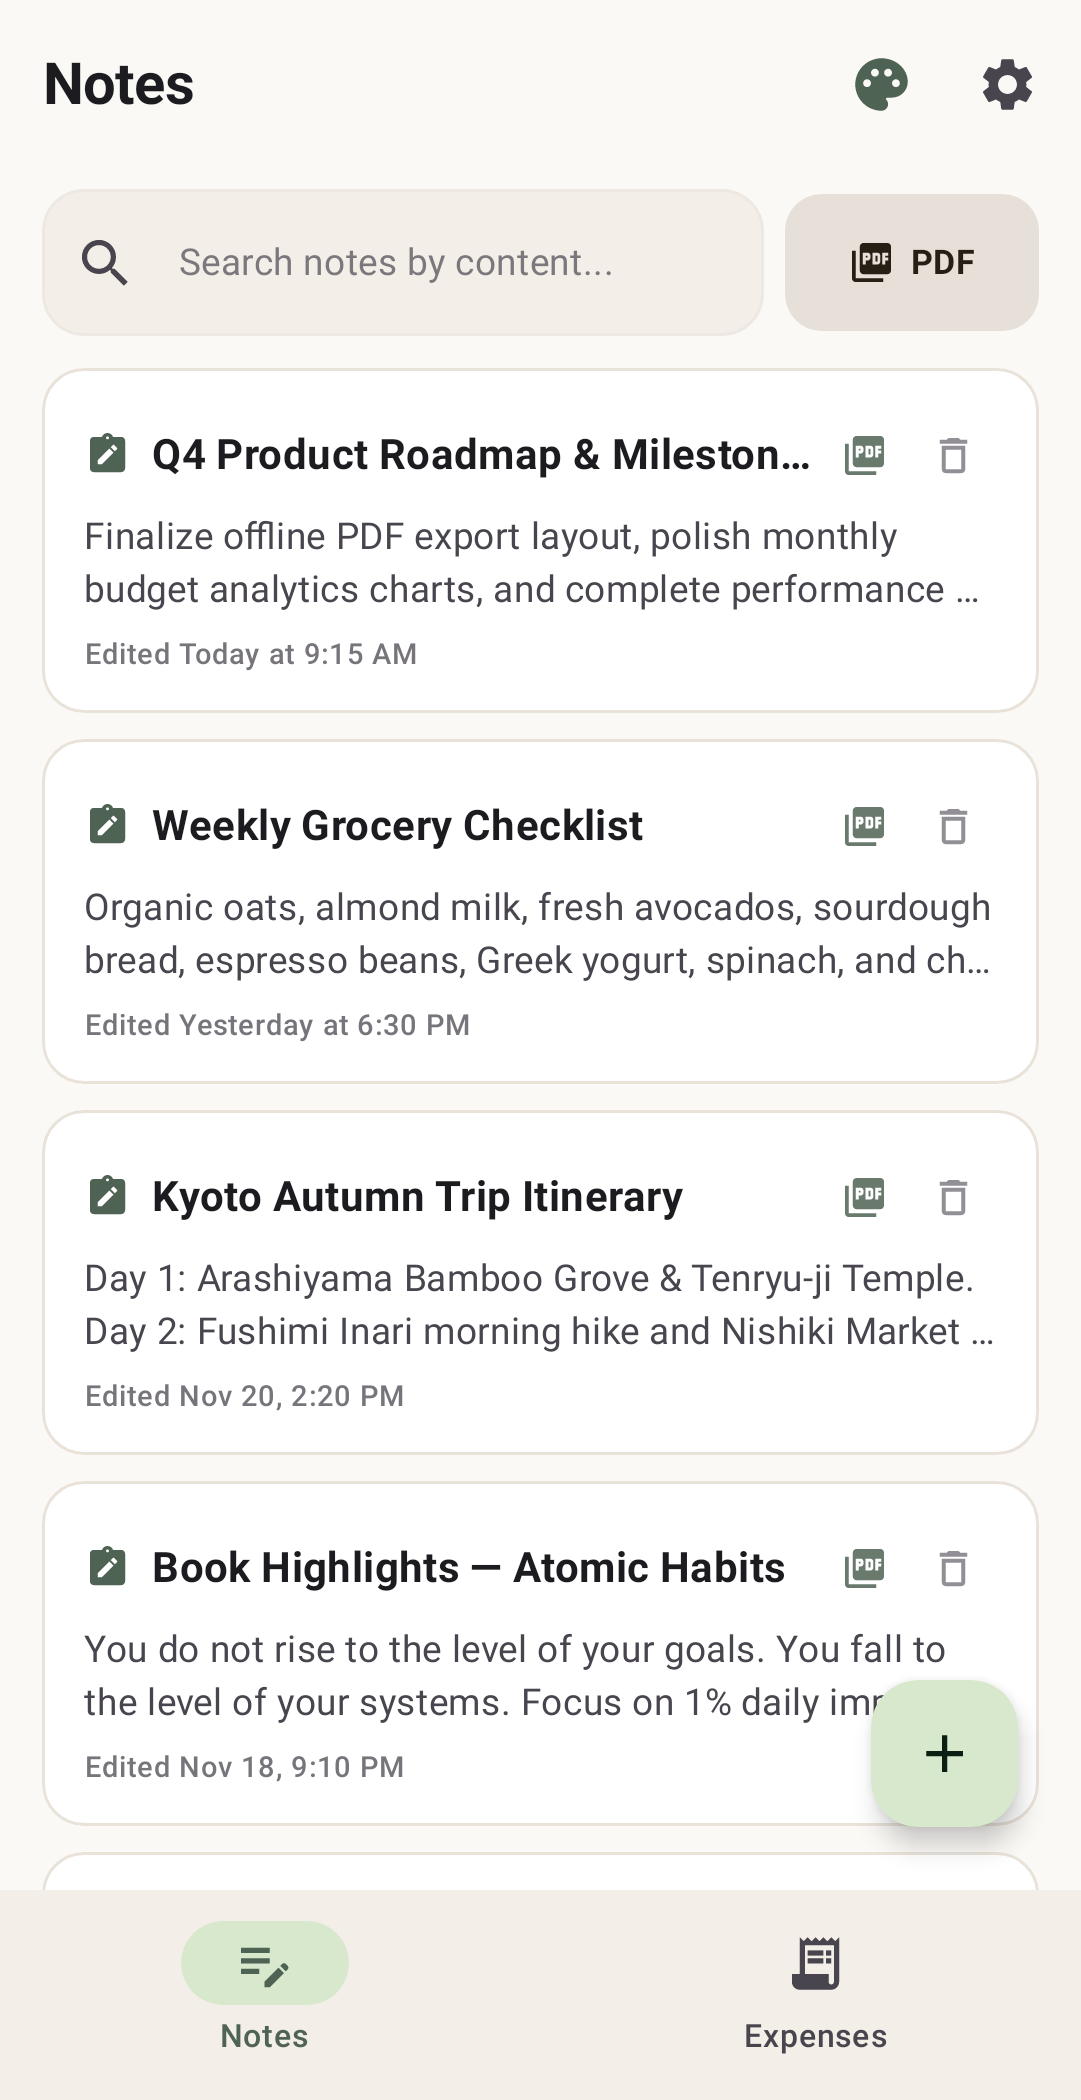 Notes
Search notes by content...
PDF PDF
Q4 Product Roadmap & Mileston...
PDF
Finalize offline PDF export layout, polish monthly
budget analytics charts, and complete performance ...
Edited Today at 9:15 AM
Weekly Grocery Checklist
PDF
Organic oats, almond milk, fresh avocados, sourdough
bread, espresso beans, Greek yogurt, spinach, and ch...
Edited Yesterday at 6:30 PM
Kyoto Autumn Trip Itinerary
PDF
Day 1: Arashiyama Bamboo Grove & Tenryu-ji Temple.
Day 2: Fushimi Inari morning hike and Nishiki Market ...
Edited Nov 20, 2:20 PM
Book Highlights — Atomic Habits
PDF
You do not rise to the level of your goals. You fall to
the level of your systems. Focus on 1% daily
Edited Nov 18, 9:10 PM
Notes
Expenses